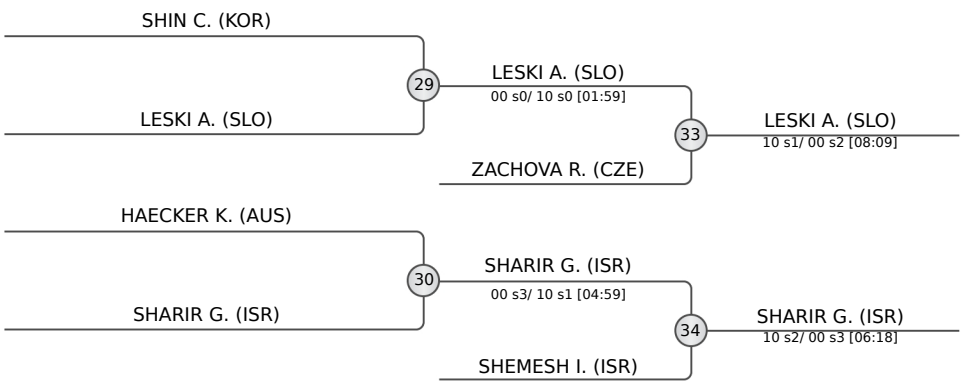 SHIN C. (KOR)
29
LESKI A. (SLO)
LESKI A. (SLO)
00 s0/ 10 s0 [01:59]
33
ZACHOVA R. (CZE)
LESKI A. (SLO)
10 s1/ 00 s2 [08:09]
HAECKER K. (AUS)
30
SHARIR G. (ISR)
SHARIR G. (ISR)
00 s3/ 10 s1 [04:59]
34
SHEMESH I. (ISR)
SHARIR G. (ISR)
10 s2/ 00 s3 [06:18]